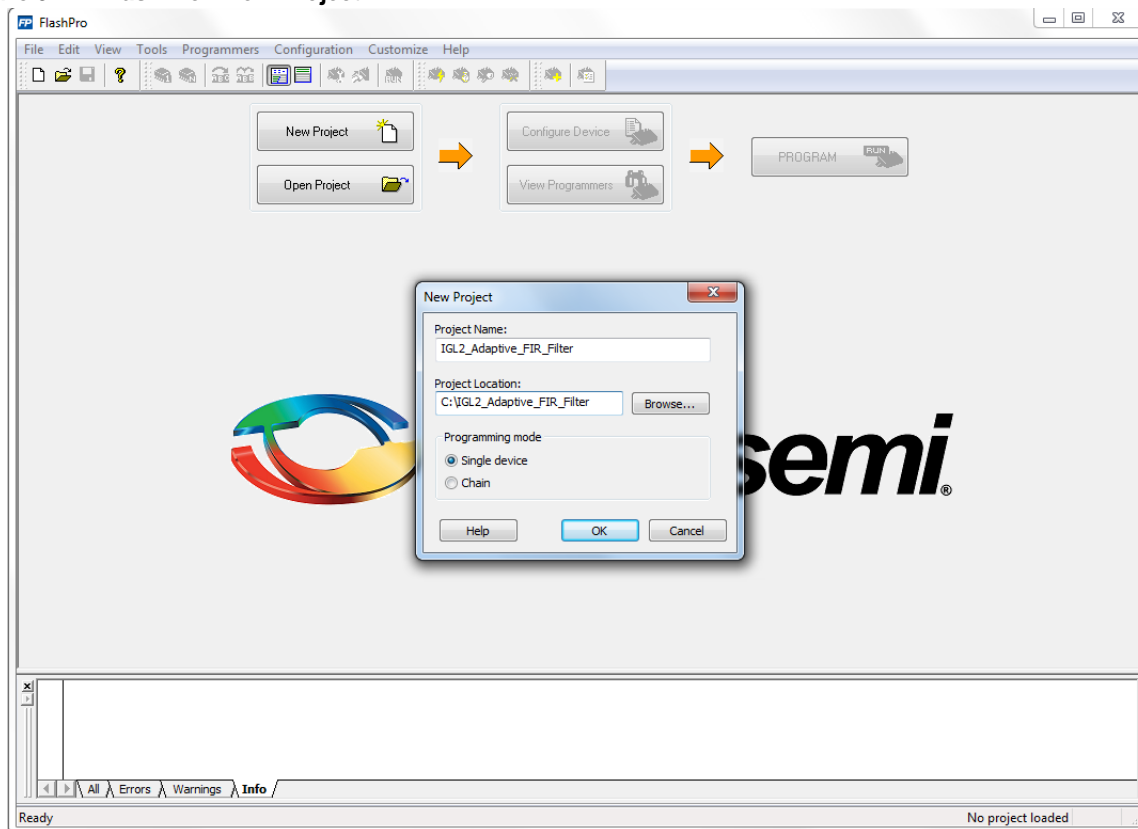 FP FlashPro
File Edit View Tools Programmers Configuration Customize Help
New Project
Configure Device
PROGRAM RUN
Open Project
View Programmers
New Project
Project Name:
IGL2_Adaptive_FIR_Filter
Project Location:
C:\IGL2_Adaptive_FIR_Filter Browse...
Programming mode
Single device
Chain
semi®
Help OK Cancel
All Errors Warnings Info
Ready No project loaded